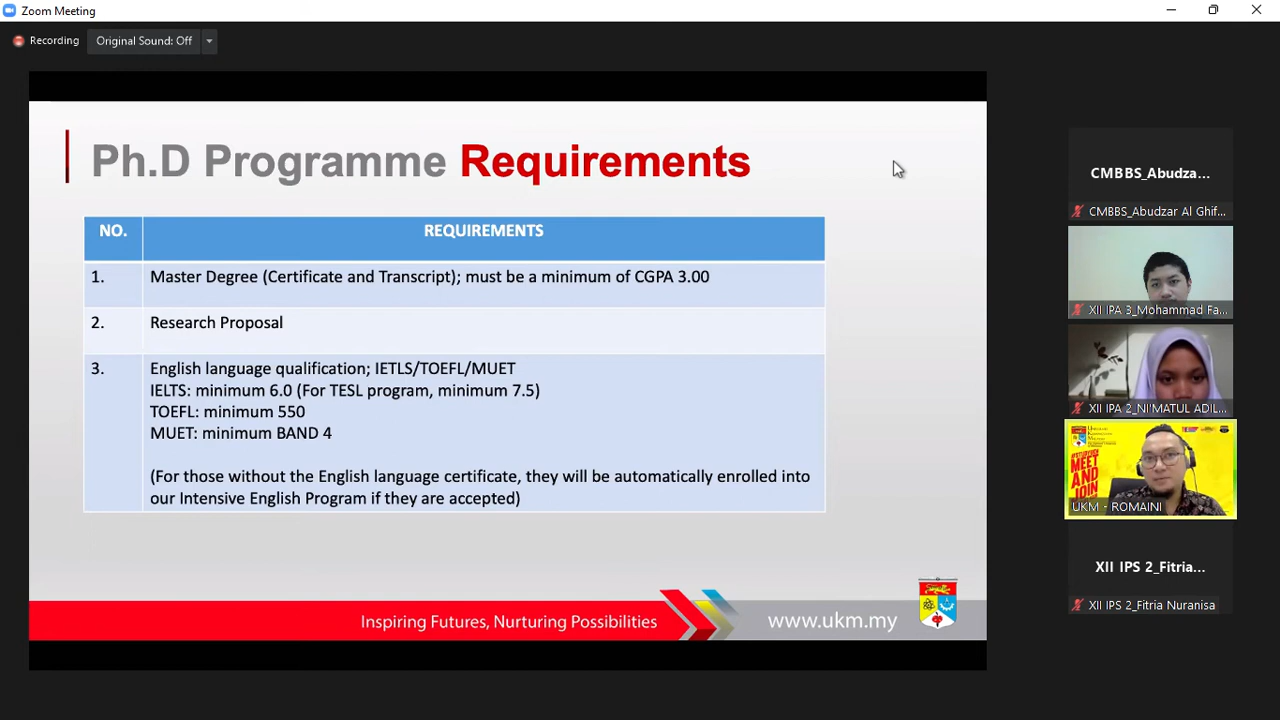 Zoom Meeting
Recording
Original Sound: Off
Ph.D Programme Requirements
NO.
REQUIREMENTS
1.
Master Degree (Certificate and Transcript); must be a minimum of CGPA 3.00
2.
Research Proposal
3.
English language qualification; IETLS/TOEFL/MUET
IELTS: minimum 6.0 (For TESL program, minimum 7.5)
TOEFL: minimum 550
MUET: minimum BAND 4
(For those without the English language certificate, they will be automatically enrolled into
our Intensive English Program if they are accepted)
Inspiring Futures, Nurturing Possibilities
www.ukm.my
CMBBS_Abudza...
CMBBS_Abudzar Al Ghif...
XII IPA 3_Mohammad Fa...
XII IPA 2_NI'MATUL ADIL...
MEET
AND
JOIN
UKM - ROMAINI
XII IPS 2_Fitria...
XII IPS 2_Fitria Nuranisa